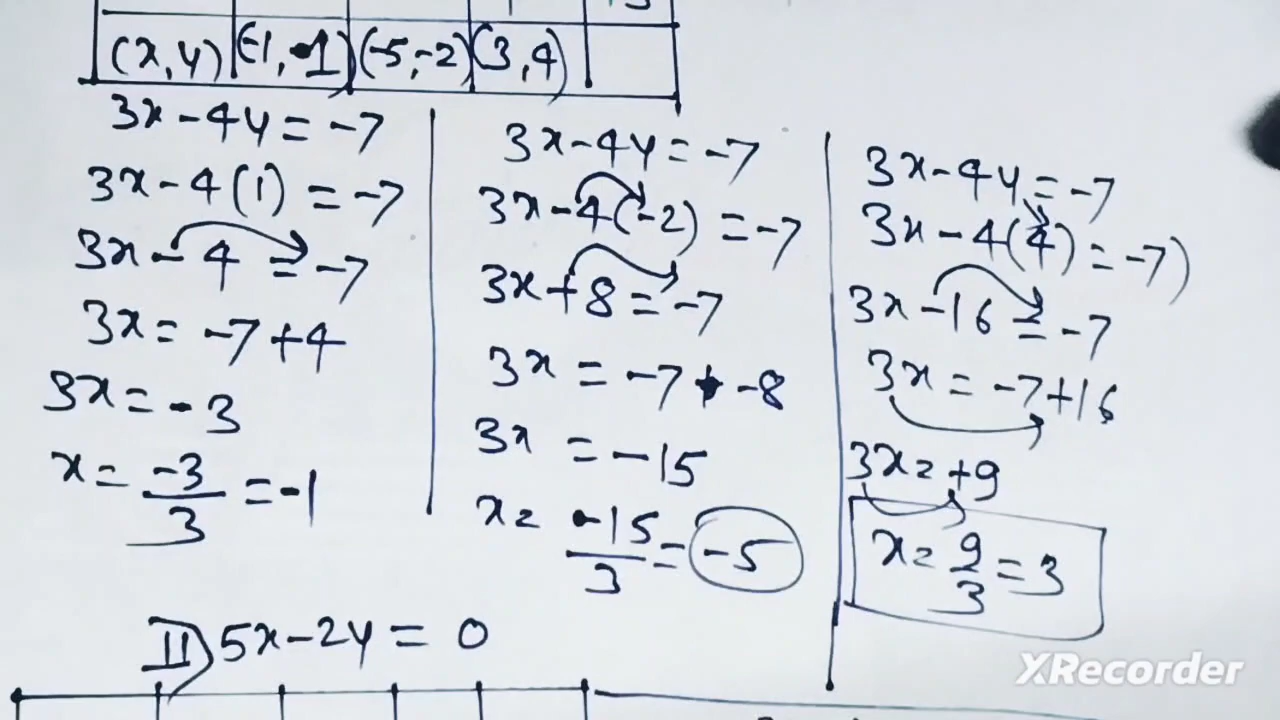 (x,y) (-1, 1) (-5,-2) (3,4)
3x-4y = -7
3x-4(1) = -7
3x - 4 = -7
3x = -7+4
3x = -3
x = -3/3 = -1
3x-4y = -7
3x-4(-2) = -7
3x+8 = -7
3x = -7 -8
3x = -15
x = -15/3 = -5
3x-4y = -7
3x-4(4) = -7)
3x-16 = -7
3x = -7+16
3x = +9
x = 9/3 = 3
II) 5x-2y = 0
XRecorder